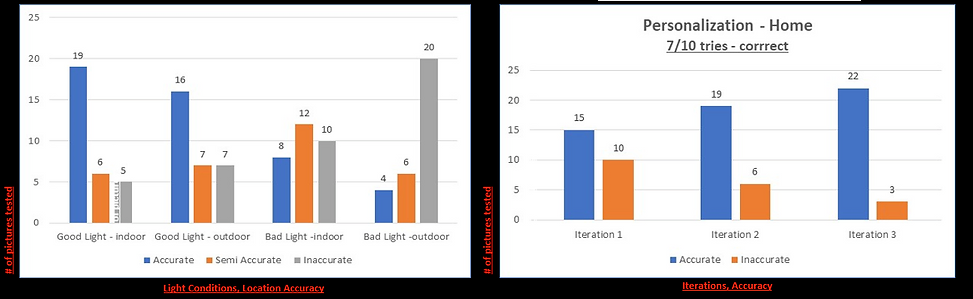 25
20
15
10
5
0
19
6
5
16
7
7
8
12
10
4
6
20
Good Light - indoor
Good Light - outdoor
Bad Light -indoor
Bad Light -outdoor
Accurate
Semi Accurate
Inaccurate
# of pictures tested
Light Conditions, Location Accuracy
Personalization - Home
7/10 tries - corrrect
25
20
15
10
5
0
15
10
19
6
22
3
Iteration 1
Iteration 2
Iteration 3
Accurate
Inaccurate
# of pictures tested
Iterations, Accuracy